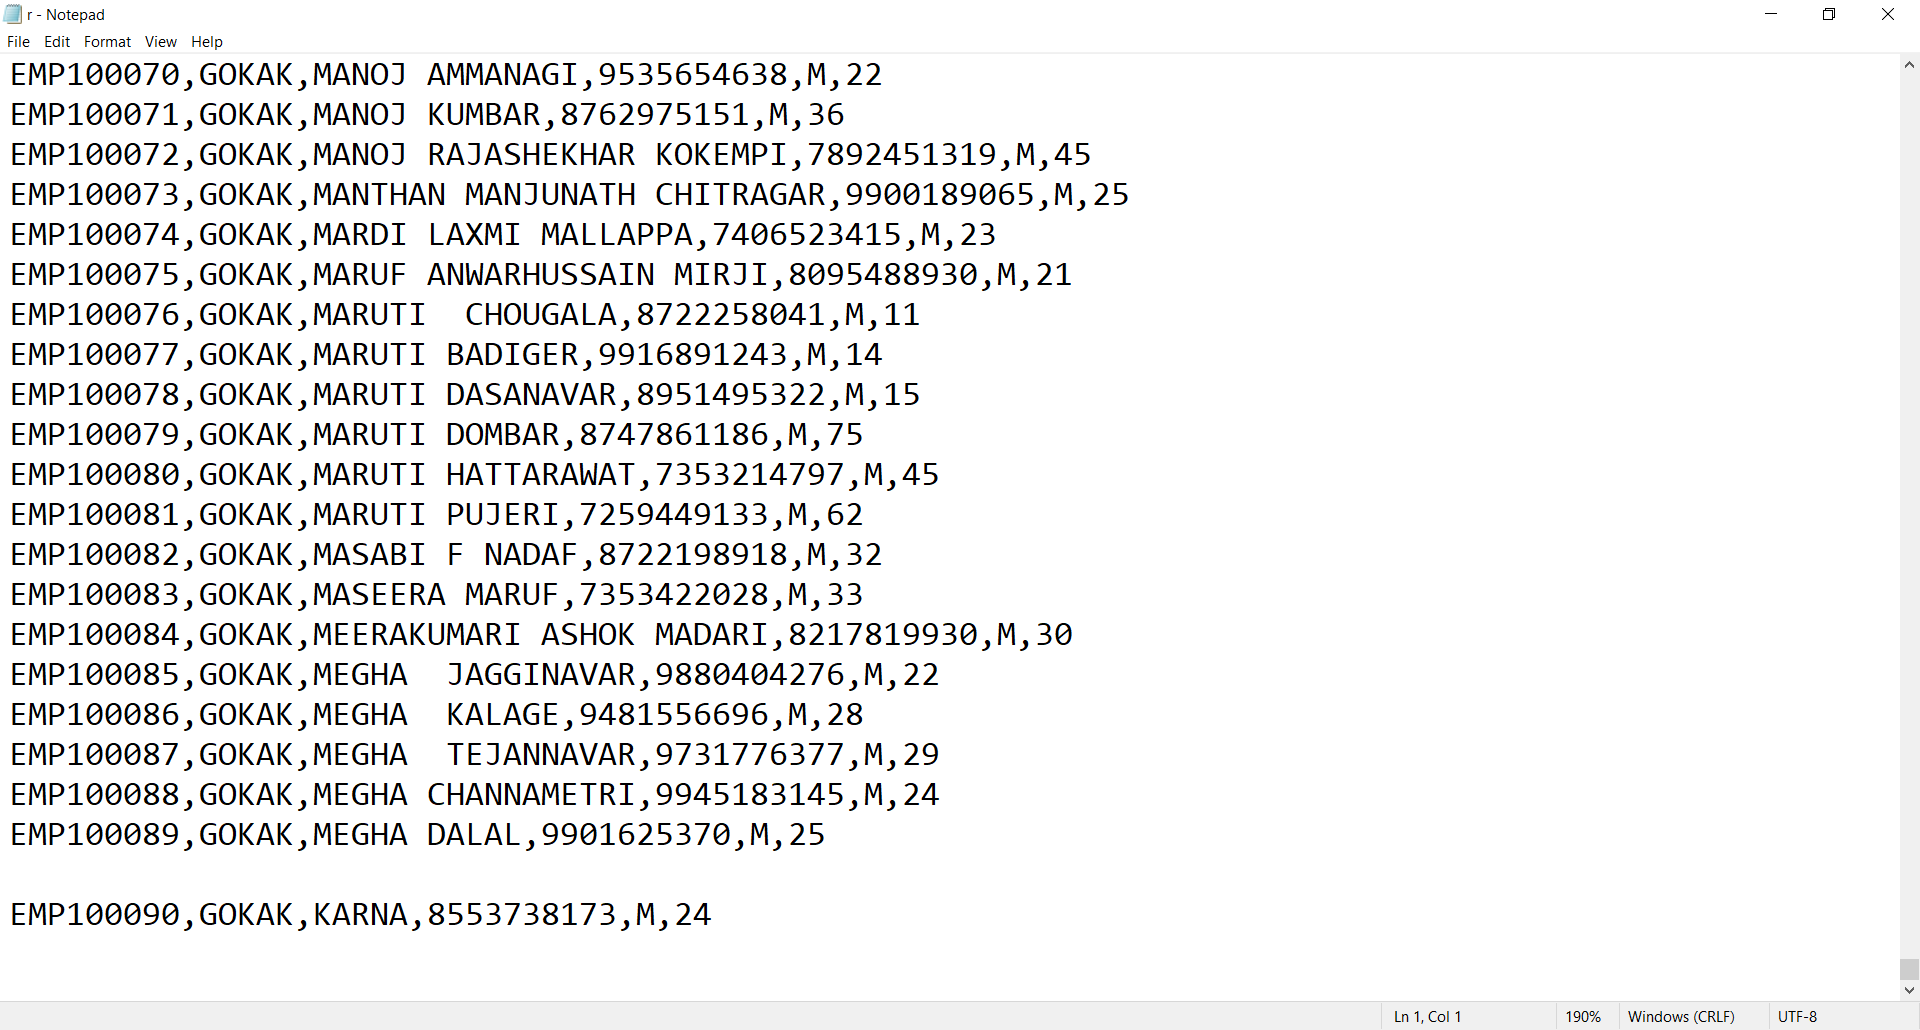 r - Notepad
File Edit Format View Help
EMP100070,GOKAK,MANOJ AMMANAGI,9535654638,M,22
EMP100071,GOKAK,MANOJ KUMBAR,8762975151,M,36
EMP100072,GOKAK,MANOJ RAJASHEKHAR KOKEMPI,7892451319,M,45
EMP100073,GOKAK,MANTHAN MANJUNATH CHITRAGAR,9900189065,M,25
EMP100074,GOKAK,MARDI LAXMI MALLAPPA,7406523415,M,23
EMP100075,GOKAK,MARUF ANWARHUSSAIN MIRJI,8095488930,M,21
EMP100076,GOKAK,MARUTI  CHOUGALA,8722258041,M,11
EMP100077,GOKAK,MARUTI BADIGER,9916891243,M,14
EMP100078,GOKAK,MARUTI DASANAVAR,8951495322,M,15
EMP100079,GOKAK,MARUTI DOMBAR,8747861186,M,75
EMP100080,GOKAK,MARUTI HATTARAWAT,7353214797,M,45
EMP100081,GOKAK,MARUTI PUJERI,7259449133,M,62
EMP100082,GOKAK,MASABI F NADAF,8722198918,M,32
EMP100083,GOKAK,MASEERA MARUF,7353422028,M,33
EMP100084,GOKAK,MEERAKUMARI ASHOK MADARI,8217819930,M,30
EMP100085,GOKAK,MEGHA  JAGGINAVAR,9880404276,M,22
EMP100086,GOKAK,MEGHA  KALAGE,9481556696,M,28
EMP100087,GOKAK,MEGHA  TEJANNAVAR,9731776377,M,29
EMP100088,GOKAK,MEGHA CHANNAMETRI,9945183145,M,24
EMP100089,GOKAK,MEGHA DALAL,9901625370,M,25
EMP100090,GOKAK,KARNA,8553738173,M,24
Ln 1, Col 1 190% Windows (CRLF) UTF-8